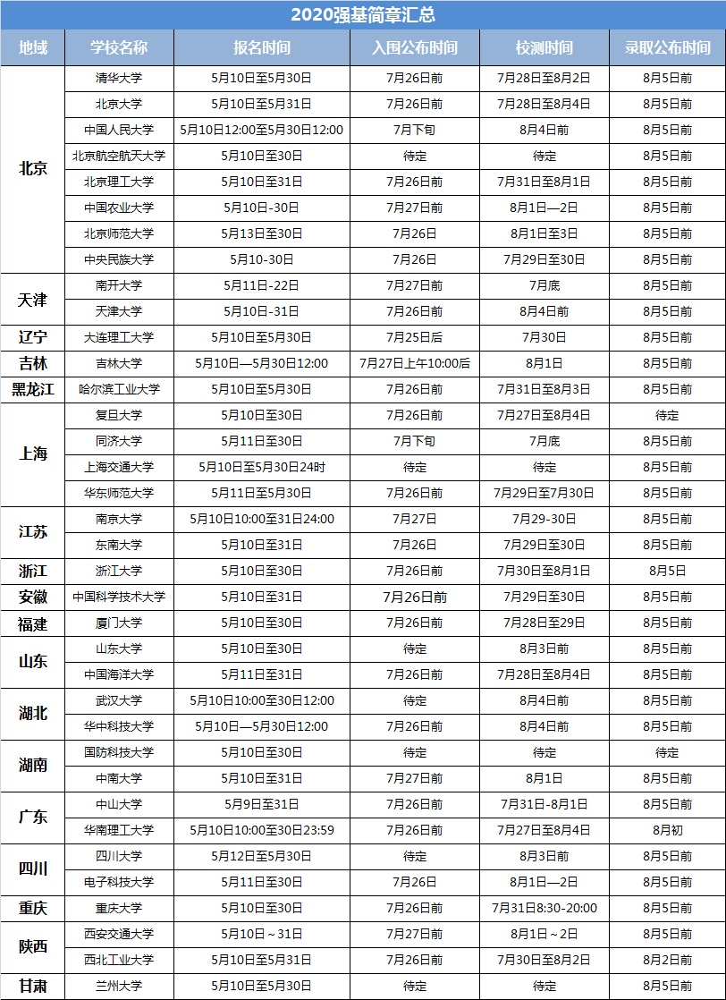 2020强基简章汇总
地域 学校名称 报名时间 入围公布时间 校测时间 录取公布时间
北京 清华大学 5月10日至5月30日 7月26日前 7月28日至8月2日 8月5日前
北京大学 5月10日至5月31日 7月26日前 7月28日至8月4日 8月5日前
中国人民大学 5月10日12:00至5月30日12:00 7月下旬 8月4日前 8月5日前
北京航空航天大学 5月10日至30日 待定 待定 8月5日前
北京理工大学 5月10日至31日 7月26日前 7月31日至8月1日 8月5日前
中国农业大学 5月10日-30日 7月27日前 8月1日—2日 8月5日前
北京师范大学 5月13日至30日 7月26日 8月1日至3日 8月5日前
中央民族大学 5月10-30日 7月26日 7月29日至30日 8月5日前
天津 南开大学 5月11日-22日 7月27日前 7月底 8月5日前
天津大学 5月10日-31日 7月26日前 8月4日前 8月5日前
辽宁 大连理工大学 5月10日至5月30日 7月25日后 7月30日 8月5日前
吉林 吉林大学 5月10日—5月30日12:00 7月27日上午10:00后 8月1日 8月5日前
黑龙江 哈尔滨工业大学 5月10日至5月30日 7月26日前 7月31日至8月3日 8月5日前
上海 复旦大学 5月10日至30日 7月26日前 7月27日至8月4日 待定
同济大学 5月11日至30日 7月下旬 7月底 8月5日前
上海交通大学 5月10日至5月30日24时 待定 待定 8月5日前
华东师范大学 5月11日至5月30日 7月26日前 7月29日至7月30日 8月5日前
江苏 南京大学 5月10日10:00至31日24:00 7月27日 7月29-30日 8月5日前
东南大学 5月10日至31日 7月26日 7月29日至30日 8月5日前
浙江 浙江大学 5月10日至30日 7月26日前 7月30日至8月1日 8月5日
安徽 中国科学技术大学 5月10日至31日 7月26日前 7月29日至30日 8月5日前
福建 厦门大学 5月10日至30日 7月26日前 7月28日至29日 8月5日前
山东 山东大学 5月10日至30日 待定 8月3日前 8月5日前
中国海洋大学 5月11日至31日 7月26日前 7月28日至8月4日 8月5日前
湖北 武汉大学 5月10日10:00至30日12:00 待定 8月4日前 8月5日前
华中科技大学 5月10日—5月30日12:00 7月26日前 8月4日前 8月5日前
湖南 国防科技大学 5月10日至30日 待定 待定 待定
中南大学 5月10日至31日 7月27日前 8月1日 8月5日前
广东 中山大学 5月9日至31日 7月26日前 7月31日-8月1日 8月5日前
华南理工大学 5月10日10:00至30日23:59 7月26日前 7月27日至8月4日 8月初
四川 四川大学 5月12日至5月30日 待定 8月3日前 8月5日前
电子科技大学 5月11日至30日 7月26日 8月1日—2日 8月5日前
重庆 重庆大学 5月10日至30日 7月26日前 7月31日8:30-20:00 8月5日前
陕西 西安交通大学 5月10日～31日 7月27日前 8月1日～2日 8月5日前
西北工业大学 5月10日至5月31日 7月26日前 7月30日至8月2日 8月2日前
甘肃 兰州大学 5月10日至5月30日 待定 待定 8月5日前